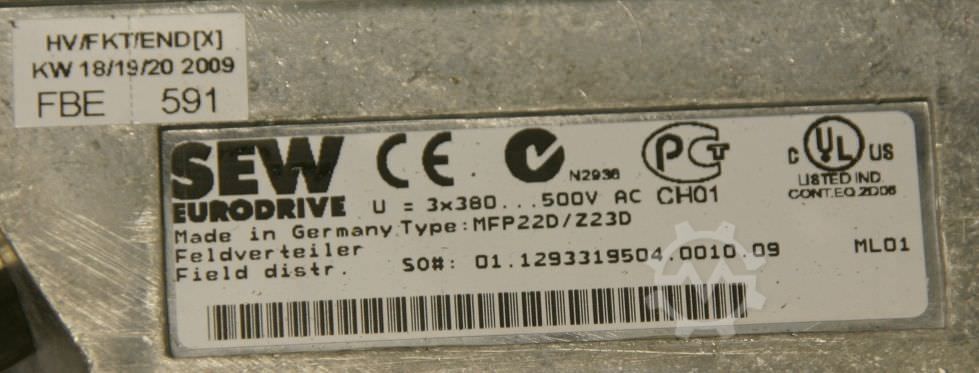 HV/FKT/END[X]
KW 18/19/20 2009
FBE 591
SEW
EURODRIVE
CE
N2936
PCT
CH01
C UL US
LISTED IND.
CONT.EQ.2D06
U = 3x380...500V AC
Made in Germany Type: MFP22D/Z23D
Feldverteiler
Field distr.
SO#: 01.1293319504.0010.09
ML01